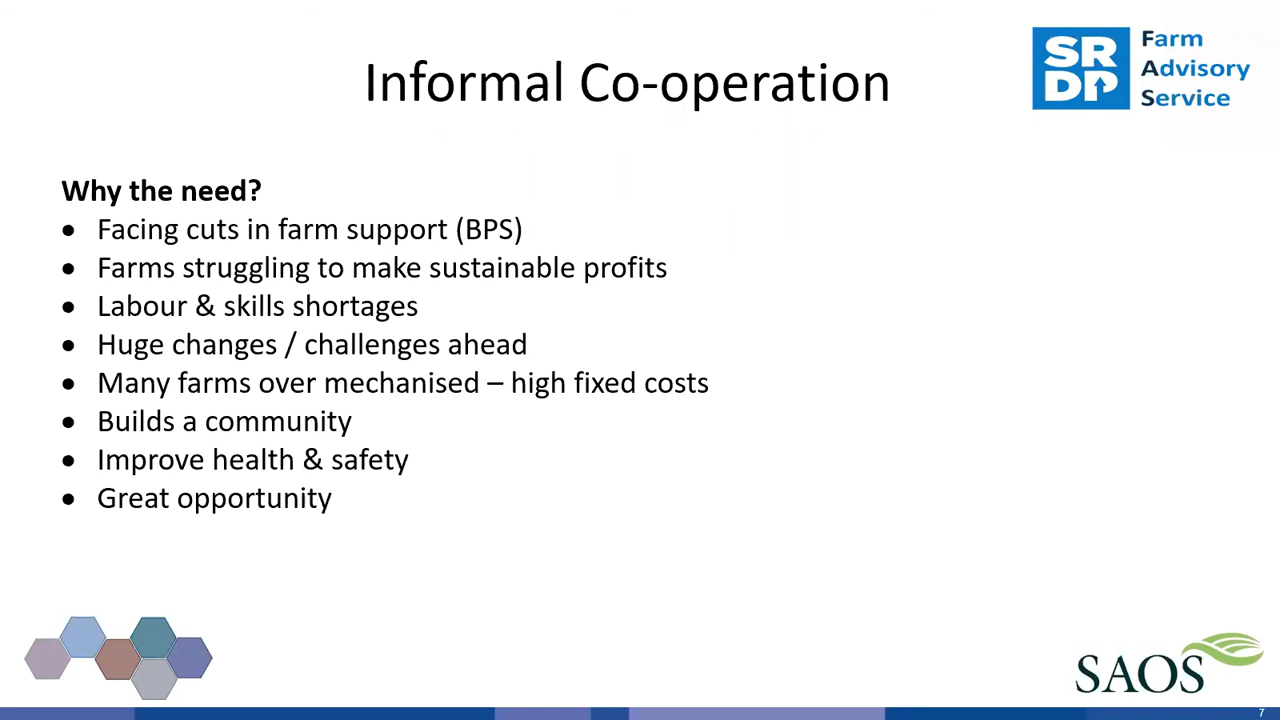 Informal Co-operation
SRDP
Farm
Advisory
Service
Why the need?
• Facing cuts in farm support (BPS)
• Farms struggling to make sustainable profits
• Labour & skills shortages
• Huge changes / challenges ahead
• Many farms over mechanised – high fixed costs
• Builds a community
• Improve health & safety
• Great opportunity
SAOS
7